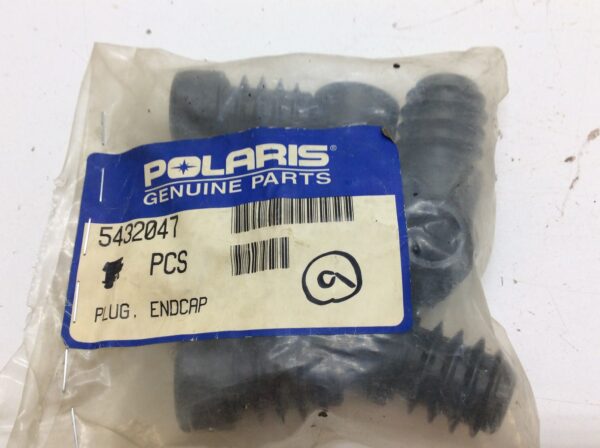 POLARIS®
GENUINE PARTS
5432047
PCS
PLUG, ENDCAP